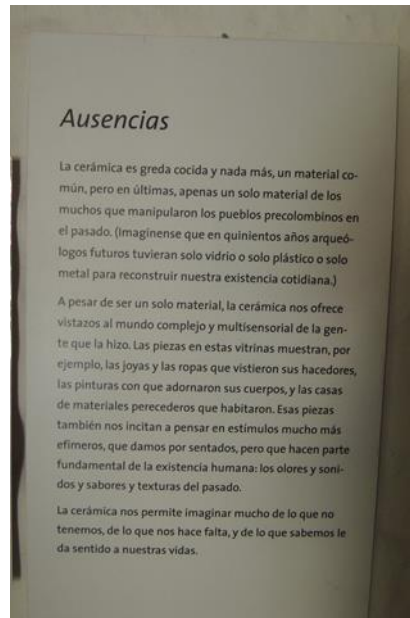 Ausencias
La cerámica es greda cocida y nada más, un material co-
mún, pero en últimas, apenas un solo material de los
muchos que manipularon los pueblos precolombinos en
el pasado. (Imagínense que en quinientos años arqueó-
logos futuros tuvieran solo vidrio o solo plástico o solo
metal para reconstruir nuestra existencia cotidiana.)
A pesar de ser un solo material, la cerámica nos ofrece
vistazos al mundo complejo y multisensorial de la gen-
te que la hizo. Las piezas en estas vitrinas muestran, por
ejemplo, las joyas y las ropas que vistieron sus hacedores,
las pinturas con que adornaron sus cuerpos, y las casas
de materiales perecederos que habitaron. Esas piezas
también nos incitan a pensar en estímulos mucho más
efímeros, que damos por sentados, pero que hacen parte
fundamental de la existencia humana: los olores y soni-
dos y sabores y texturas del pasado.
La cerámica nos permite imaginar mucho de lo que no
tenemos, de lo que nos hace falta, y de lo que sabemos le
da sentido a nuestras vidas.